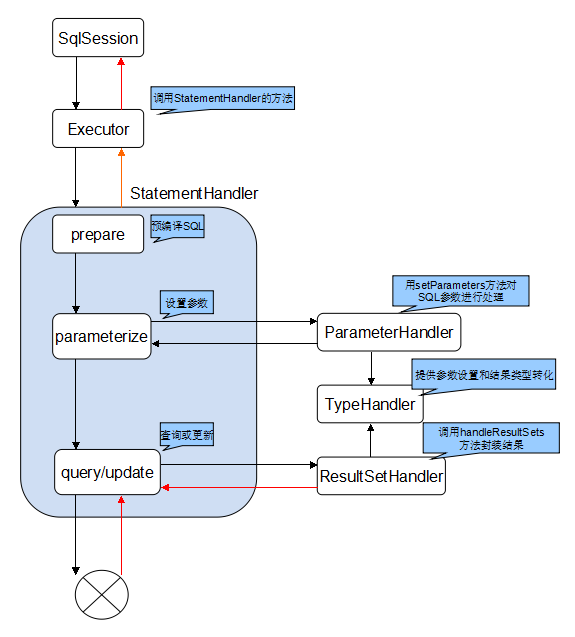 SqlSession
调用StatementHandler的方法
Executor
StatementHandler
prepare
预编译SQL
设置参数
用setParameters方法对
SQL参数进行处理
parameterize
ParameterHandler
提供参数设置和结果类型转化
TypeHandler
查询或更新
调用handleResultSets
方法封装结果
query/update
ResultSetHandler